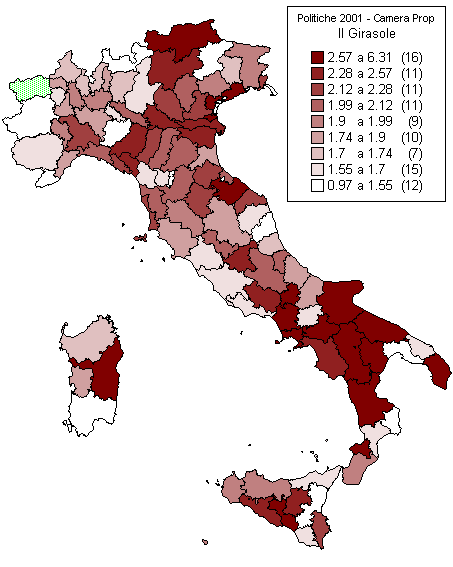 Politiche 2001 - Camera Prop
Il Girasole
2.57 a 6.31 (16)
2.28 a 2.57 (11)
2.12 a 2.28 (11)
1.99 a 2.12 (11)
1.9 a 1.99 (9)
1.74 a 1.9 (10)
1.7 a 1.74 (7)
1.55 a 1.7 (15)
0.97 a 1.55 (12)